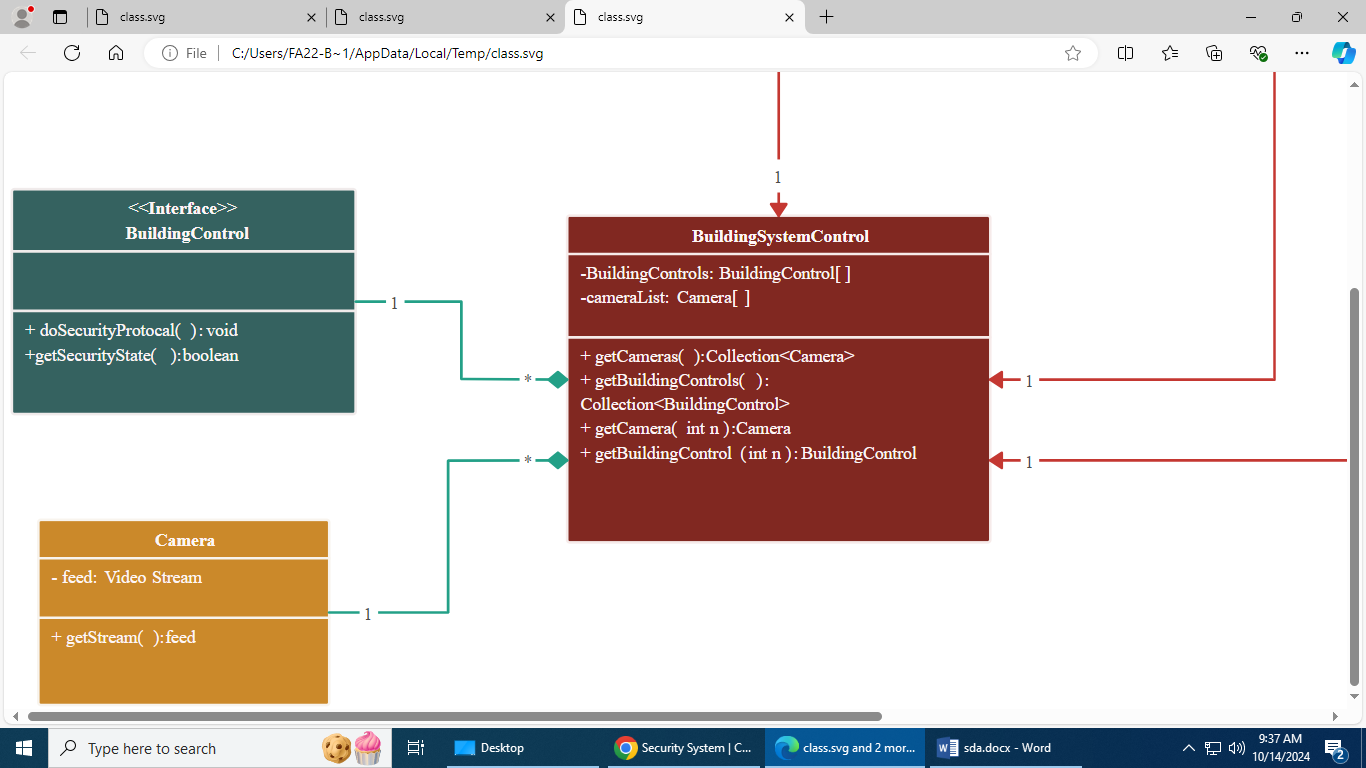 class.svg
class.svg
class.svg
File
C:/Users/FA22-B~1/AppData/Local/Temp/class.svg
1
<<Interface>>
BuildingControl
+ doSecurityProtocal(  ): void
+getSecurityState(   ):boolean
1
*
BuildingSystemControl
-BuildingControls: BuildingControl[ ]
-cameraList:  Camera[  ]
+ getCameras(  ):Collection<Camera>
+ getBuildingControls(  ):
Collection<BuildingControl>
+ getCamera(  int n ):Camera
+ getBuildingControl  ( int n ): BuildingControl
1
1
*
Camera
- feed:  Video Stream
+ getStream(  ):feed
1
Type here to search
Desktop
Security System | C...
class.svg and 2 mor...
sda.docx - Word
9:37 AM
10/14/2024
2